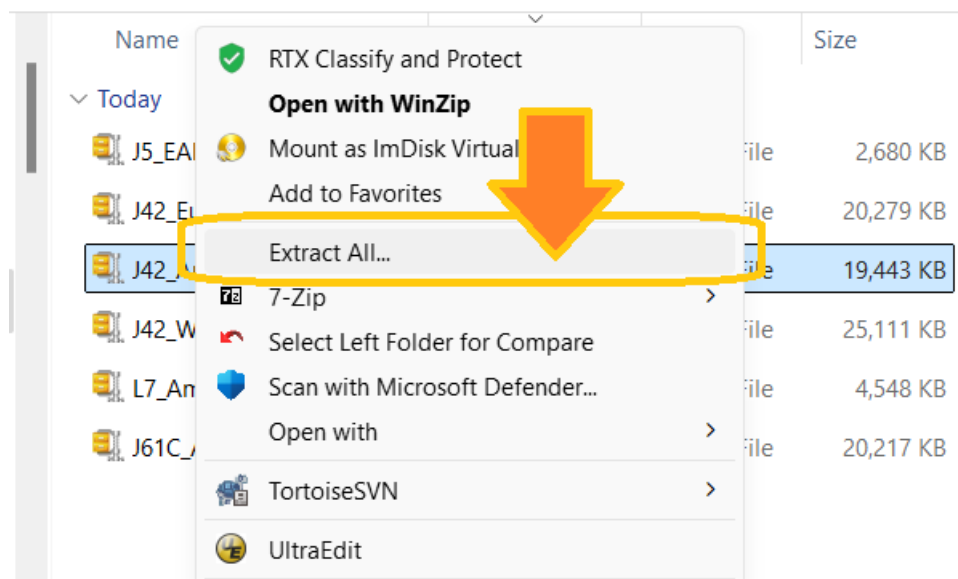 Name
Size
Today
RTX Classify and Protect
Open with WinZip
Mount as ImDisk Virtual
Add to Favorites
Extract All...
7-Zip
Select Left Folder for Compare
Scan with Microsoft Defender...
Open with
TortoiseSVN
UltraEdit
J5_EA
File 2,680 KB
J42_Eu
File 20,279 KB
J42_A
File 19,443 KB
J42_W
File 25,111 KB
L7_Am
File 4,548 KB
J61C_
File 20,217 KB